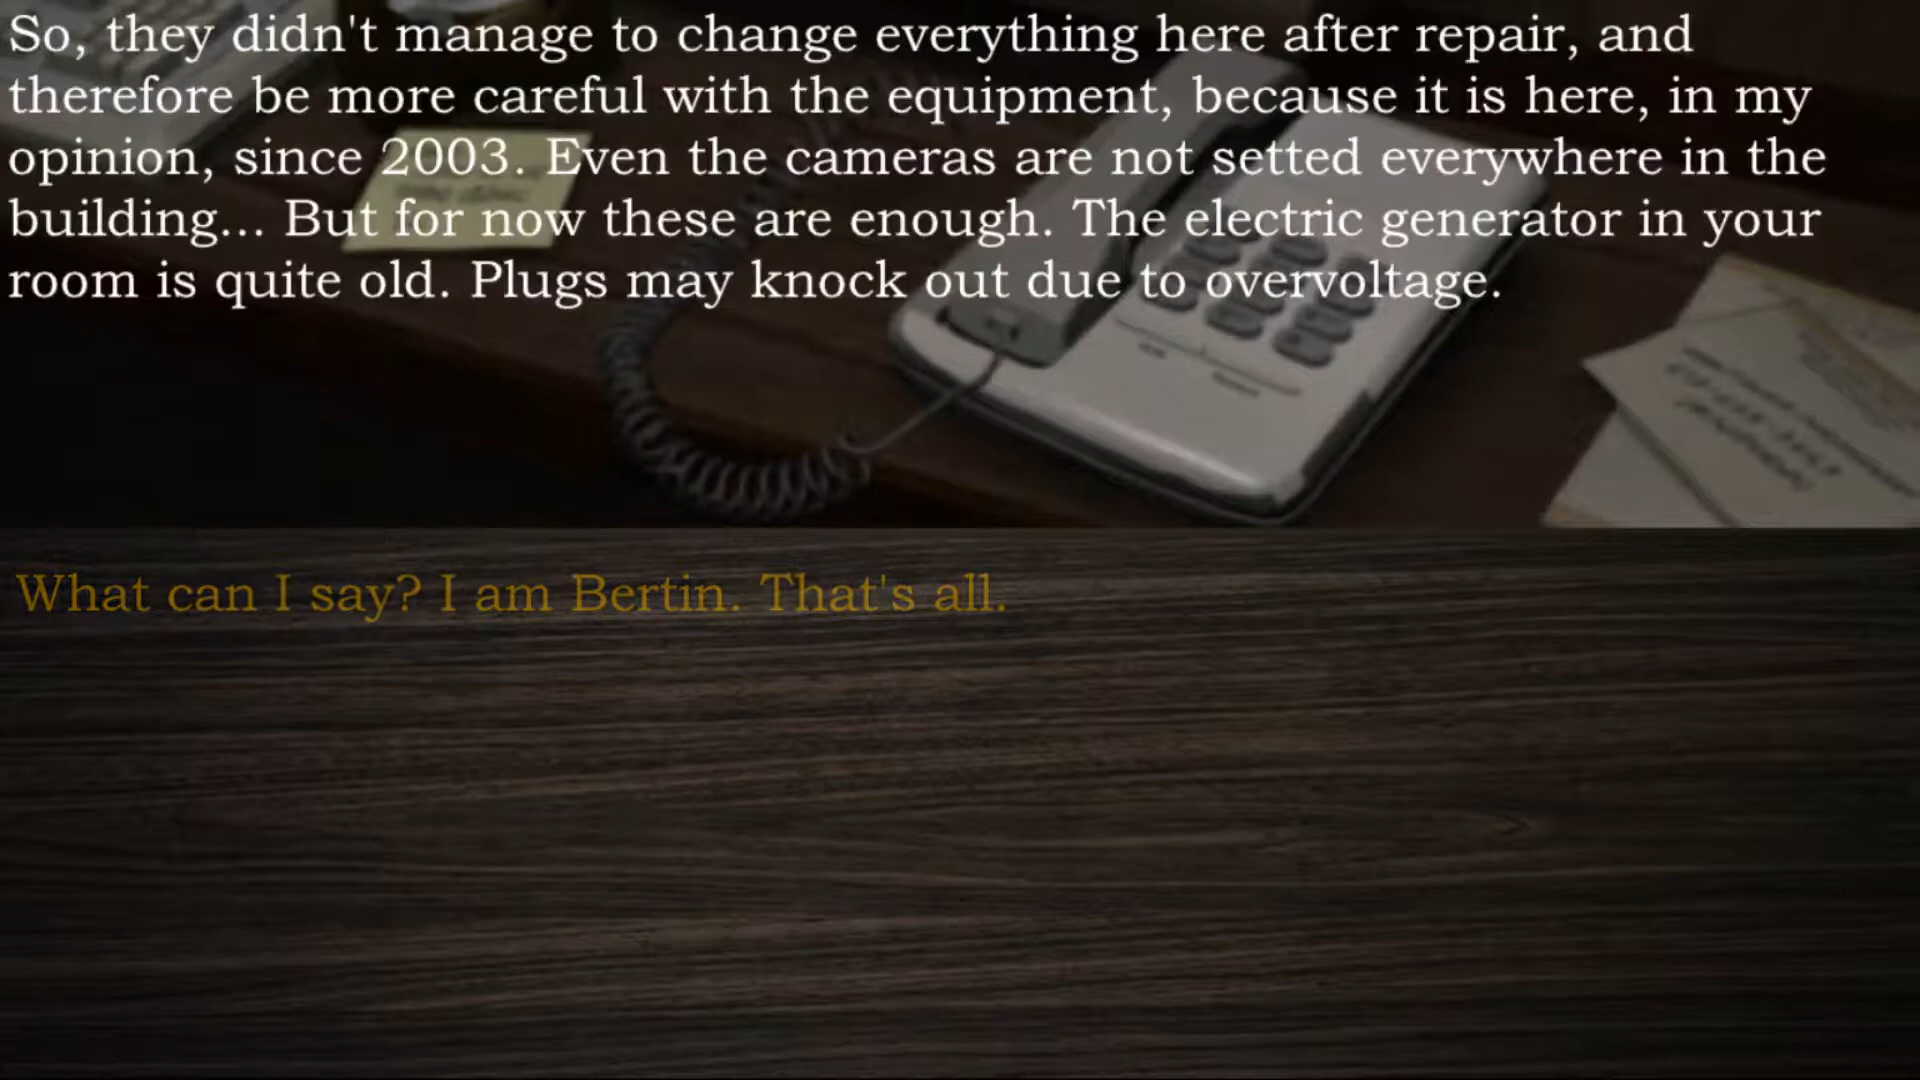 So, they didn't manage to change everything here after repair, and
therefore be more careful with the equipment, because it is here, in my
opinion, since 2003. Even the cameras are not setted everywhere in the
building... But for now these are enough. The electric generator in your
room is quite old. Plugs may knock out due to overvoltage.
What can I say? I am Bertin. That's all.